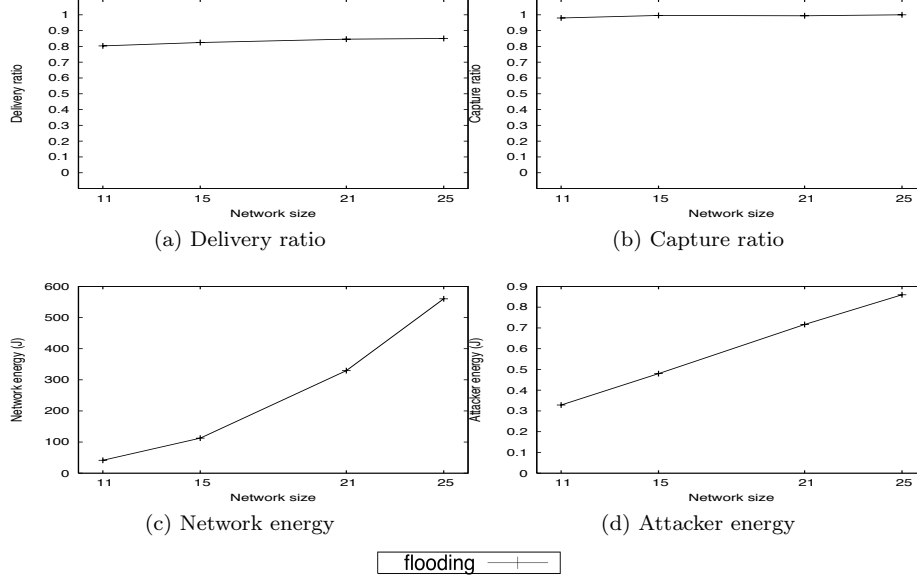 1
0.9
0.8
0.7
0.6
0.5
0.4
0.3
0.2
0.1
0
Delivery ratio
11 15 21 25
Network size
(a) Delivery ratio
1
0.9
0.8
0.7
0.6
0.5
0.4
0.3
0.2
0.1
0
Capture ratio
11 15 21 25
Network size
(b) Capture ratio
600
500
400
300
200
100
0
Network energy (J)
11 15 21 25
Network size
(c) Network energy
0.9
0.8
0.7
0.6
0.5
0.4
0.3
0.2
0.1
0
Attacker energy (J)
11 15 21 25
Network size
(d) Attacker energy
flooding